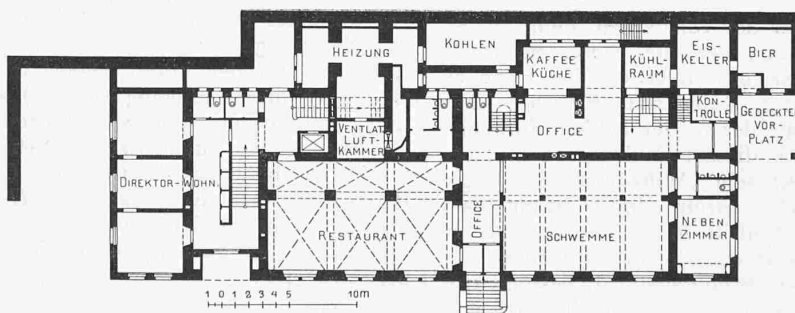 HEIZUNG
KOHLEN
KAFFEE
KÜCHE
KÜHL-
RAUM
EIS-
KELLER
BIER
KON-
TROLLE
GEDECKTER
VOR-
PLATZ
VENTLAT.
LUFT-
KAMMER
OFFICE
DIREKTOR-WOHN.
RESTAURANT
OFFICE
SCHWEMME
NEBEN
ZIMMER
1 0 1 2 3 4 5 10M